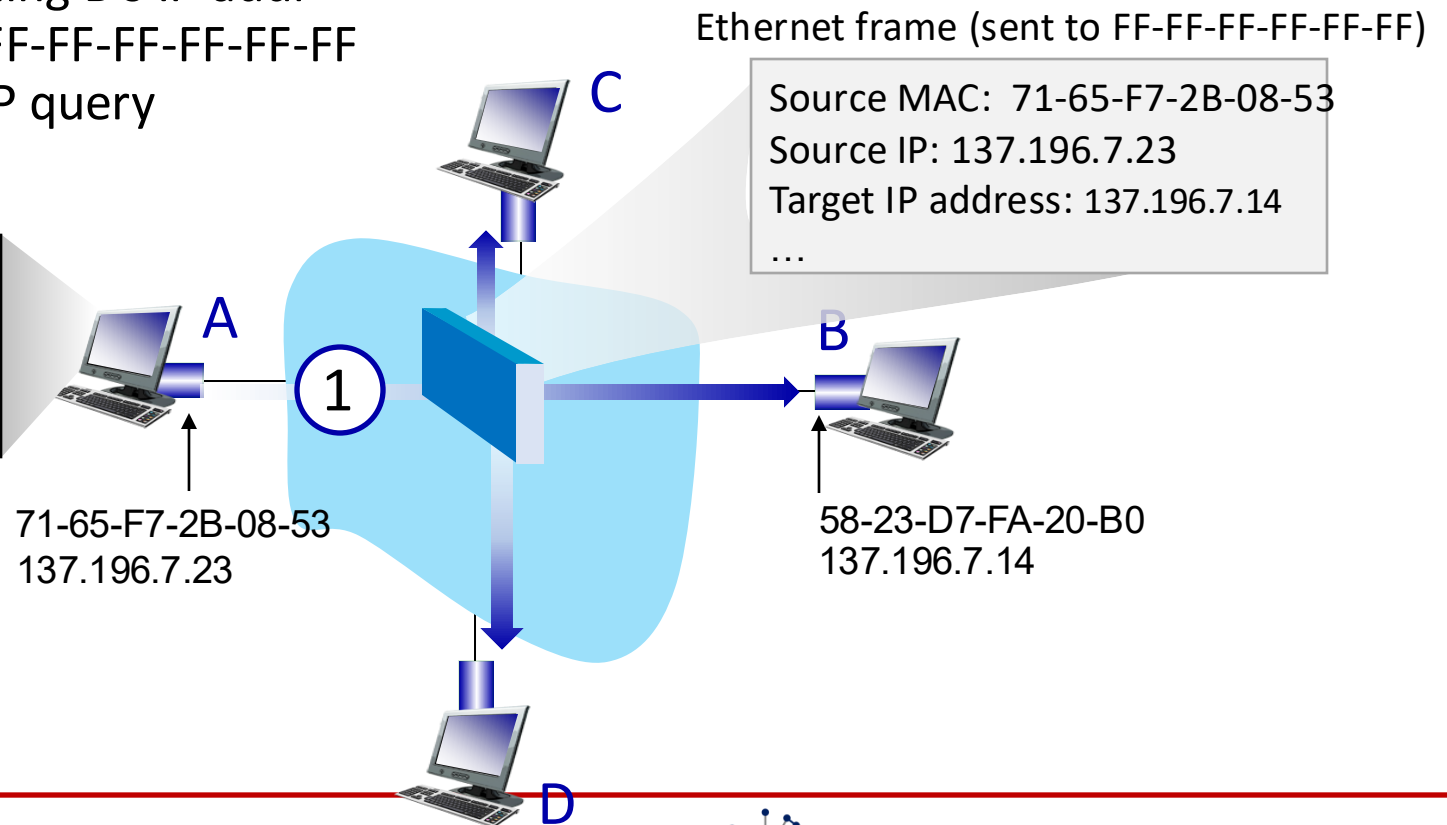 FF-FF-FF-FF-FF
P query
Ethernet frame (sent to FF-FF-FF-FF-FF-FF)
Source MAC: 71-65-F7-2B-08-53
Source IP: 137.196.7.23
Target IP address: 137.196.7.14
…
C
A
B
1
71-65-F7-2B-08-53
137.196.7.23
58-23-D7-FA-20-B0
137.196.7.14
D